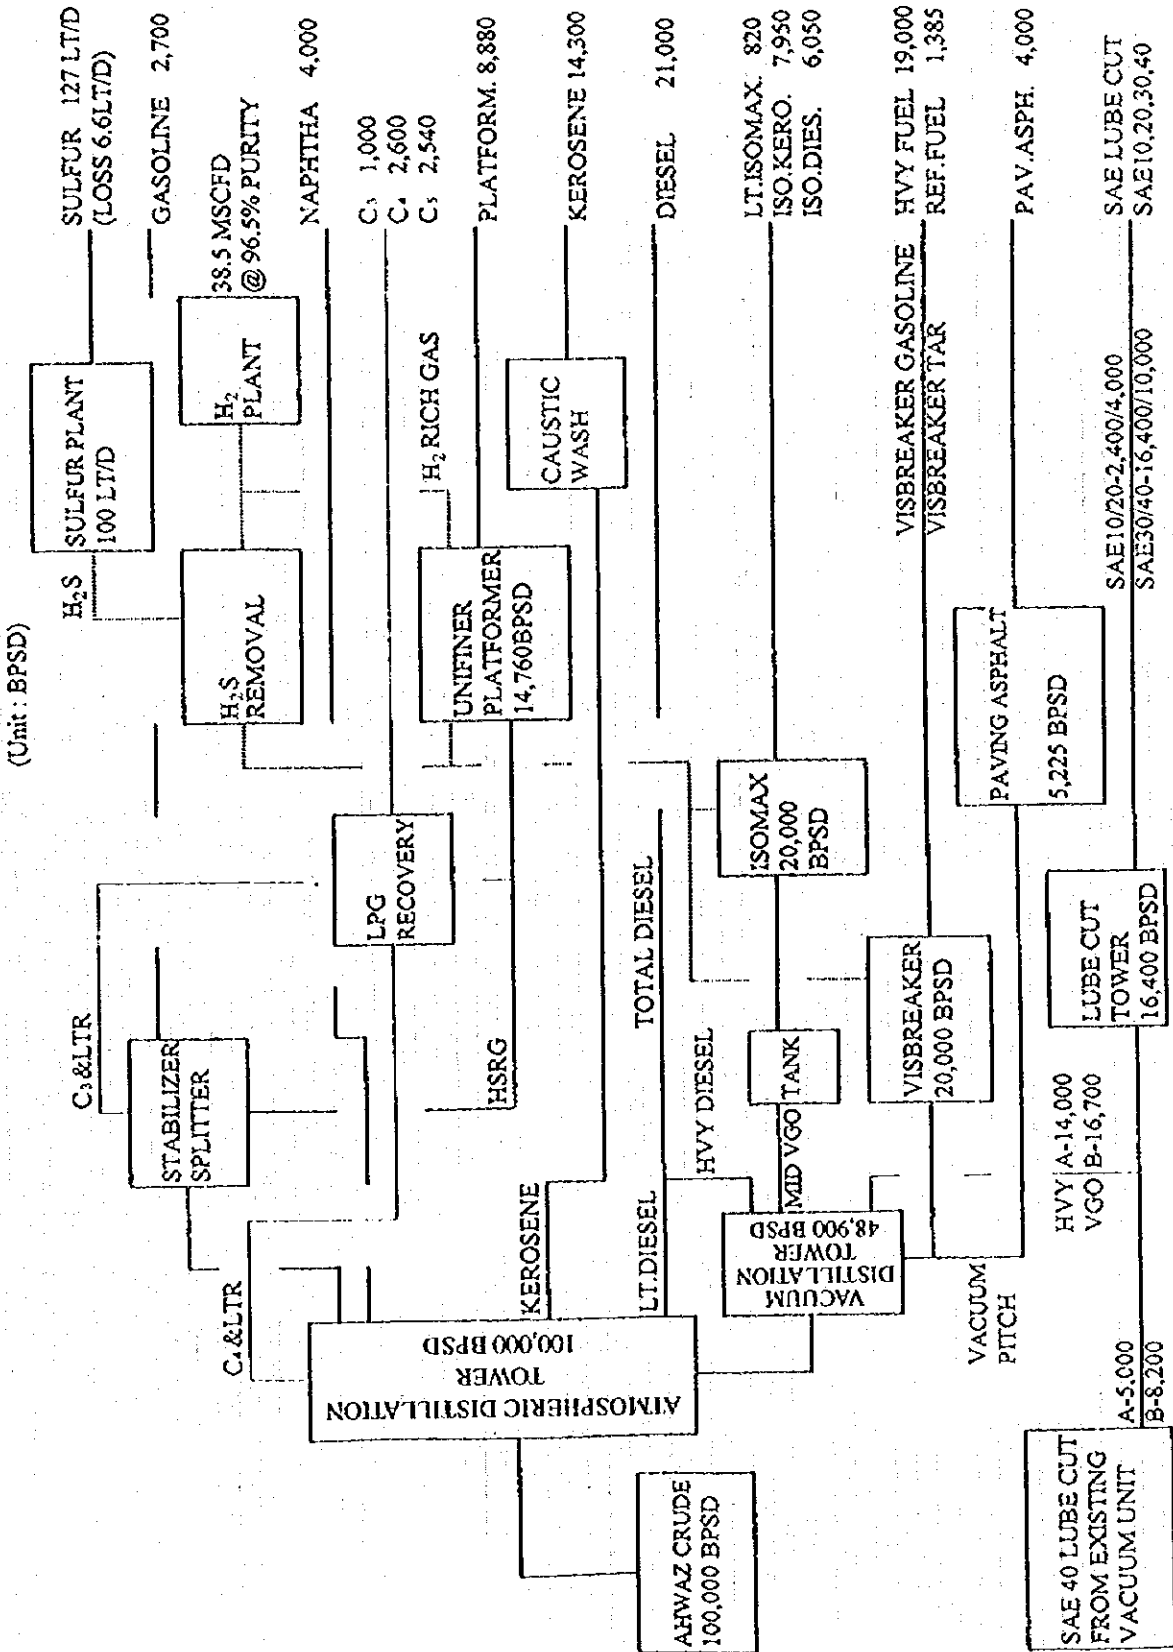 (Unit : BPSD)
AHWAZ CRUDE
100,000 BPSD
ATMOSPHERIC DISTILLATION
TOWER
100,000 BPSD
C₄&LTR
C₃&LTR
STABILIZER
SPLITTER
LPG
RECOVERY
HSRG
H₂S
REMOVAL
H₂S
SULFUR PLANT
100 LT/D
SULFUR 127 LT/D
(LOSS 6.6LT/D)
GASOLINE 2,700
H₂
PLANT
38.5 MSCFD
@ 96.5% PURITY
NAPHTHA 4,000
C₃ 1,000
C₄ 2,600
C₅ 2,540
UNIFINER
PLATFORMER
14,760BPSD
H₂ RICH GAS
PLATFORM. 8,880
KEROSENE
CAUSTIC
WASH
KEROSENE 14,300
LT.DIESEL
HVY DIESEL
TOTAL DIESEL
DIESEL 21,000
VACUUM
DISTILLATION
TOWER
48,900 BPSD
MID VGO
TANK
ISOMAX
20,000
BPSD
LT.ISOMAX. 820
ISO.KERO. 7,950
ISO.DIES. 6,050
VISBREAKER
20,000 BPSD
VISBREAKER GASOLINE
VISBREAKER TAR
HVY FUEL 19,000
REF.FUEL 1,385
VACUUM
PITCH
PAVING ASPHALT
5,225 BPSD
PAV.ASPH. 4,000
SAE 40 LUBE CUT
FROM EXISTING
VACUUM UNIT
A-5,000
B-8,200
HVY A-14,000
VGO B-16,700
LUBE CUT
TOWER
16,400 BPSD
SAE10/20-2,400/4,000
SAE30/40-16,400/10,000
SAE LUBE CUT
SAE10,20,30,40